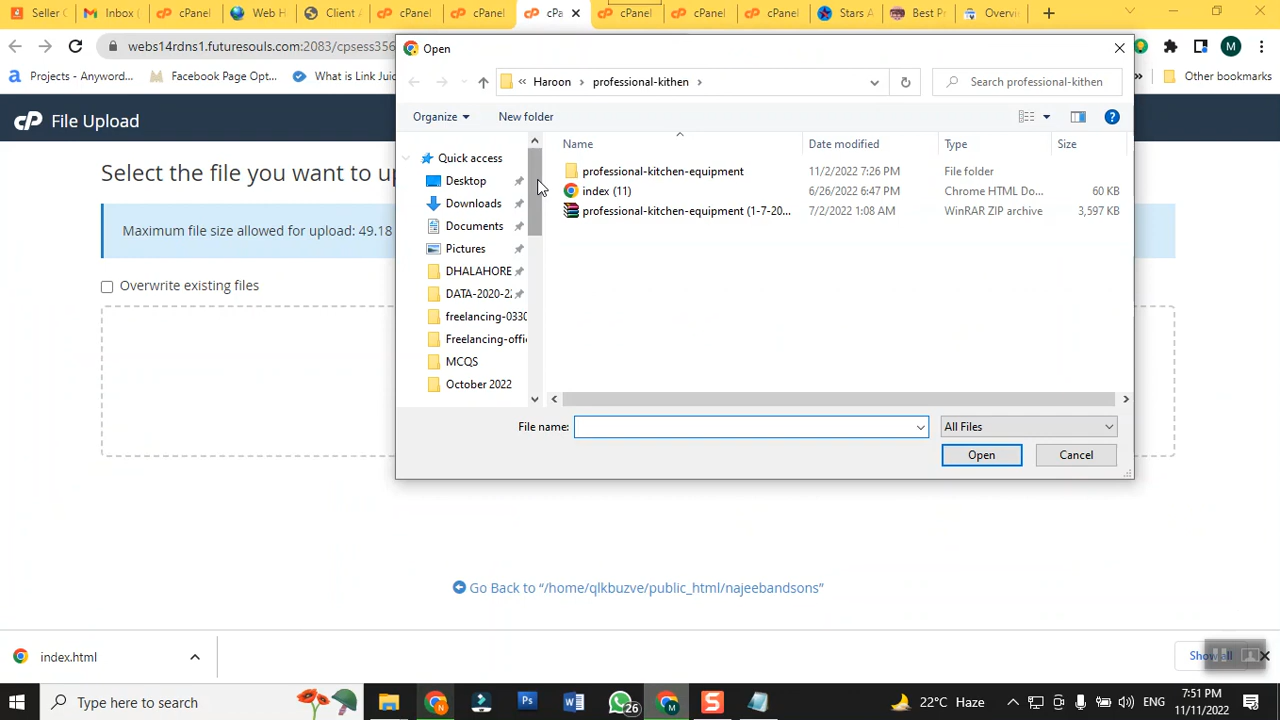 Seller C
Inbox (
cPanel
Web H
Client A
cPanel
cPanel
cPa
cPanel
cPanel
cPanel
Stars A
Best P
Overvi
webs14rdns1.futuresouls.com:2083/cpsess356
M
Projects - Anyword...
Facebook Page Opt...
What is Link Juic
»
Other bookmarks
cP File Upload
Select the file you want to up
Maximum file size allowed for upload: 49.18
Overwrite existing files
Open
« Haroon › professional-kithen ›
Search professional-kithen
Organize
New folder
Name
Date modified
Type
Size
Quick access
Desktop
Downloads
Documents
Pictures
DHALAHORE
DATA-2020-22
freelancing-0330
Freelancing-offi
MCQS
October 2022
professional-kitchen-equipment 11/2/2022 7:26 PM File folder
index (11) 6/26/2022 6:47 PM Chrome HTML Do... 60 KB
professional-kitchen-equipment (1-7-20... 7/2/2022 1:08 AM WinRAR ZIP archive 3,597 KB
File name:
All Files
Open
Cancel
Go Back to “/home/qlkbuzve/public_html/najeebandsons”
index.html
Show all
Type here to search
Ps
W
26
M
S
22°C Haze
ENG
7:51 PM
11/11/2022